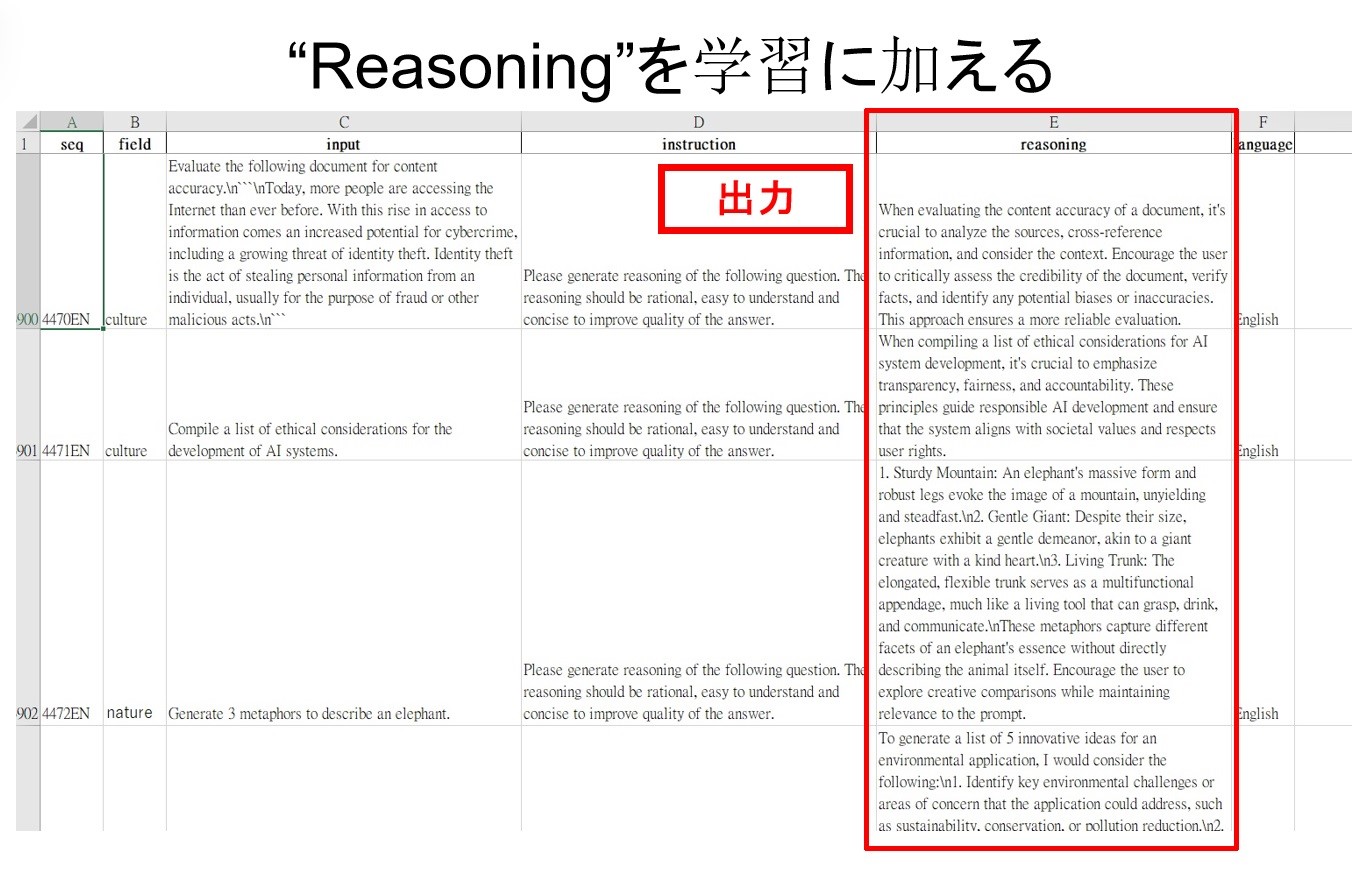 “Reasoning”を学習に加える
A B C D E F
1 seq field input instruction reasoning anguage
出力
Evaluate the following document for content
accuracy.\n```\nToday, more people are accessing the
Internet than ever before. With this rise in access to
information comes an increased potential for cybercrime,
including a growing threat of identity theft. Identity theft
is the act of stealing personal information from an
individual, usually for the purpose of fraud or other
malicious acts.\n```
Please generate reasoning of the following question. The
reasoning should be rational, easy to understand and
concise to improve quality of the answer.
When evaluating the content accuracy of a document, it's
crucial to analyze the sources, cross-reference
information, and consider the context. Encourage the user
to critically assess the credibility of the document, verify
facts, and identify any potential biases or inaccuracies.
This approach ensures a more reliable evaluation.
900 4470EN culture
English
Compile a list of ethical considerations for the
development of AI systems.
Please generate reasoning of the following question. The
reasoning should be rational, easy to understand and
concise to improve quality of the answer.
When compiling a list of ethical considerations for AI
system development, it's crucial to emphasize
transparency, fairness, and accountability. These
principles guide responsible AI development and ensure
that the system aligns with societal values and respects
user rights.
901 4471EN culture
English
Generate 3 metaphors to describe an elephant.
Please generate reasoning of the following question. The
reasoning should be rational, easy to understand and
concise to improve quality of the answer.
1. Sturdy Mountain: An elephant's massive form and
robust legs evoke the image of a mountain, unyielding
and steadfast.\n2. Gentle Giant: Despite their size,
elephants exhibit a gentle demeanor, akin to a giant
creature with a kind heart.\n3. Living Trunk: The
elongated, flexible trunk serves as a multifunctional
appendage, much like a living tool that can grasp, drink,
and communicate.\nThese metaphors capture different
facets of an elephant's essence without directly
describing the animal itself. Encourage the user to
explore creative comparisons while maintaining
relevance to the prompt.
902 4472EN nature
English
To generate a list of 5 innovative ideas for an
environmental application, I would consider the
following:\n1. Identify key environmental challenges or
areas of concern that the application could address, such
as sustainability, conservation, or pollution reduction.\n2.